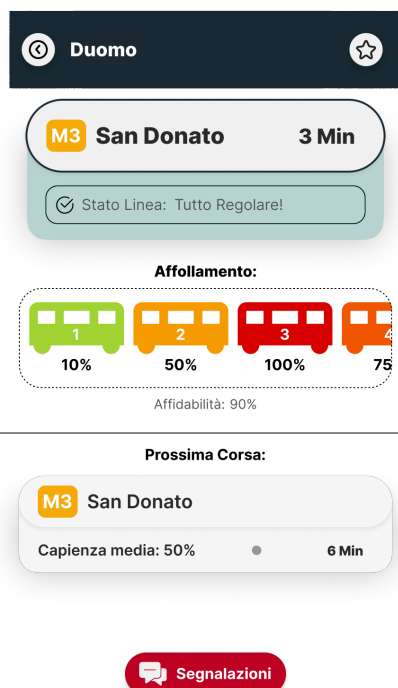 Duomo
M3 San Donato 3 Min
Stato Linea: Tutto Regolare!
Affollamento:
1 2 3 4
10% 50% 100% 75
Affidabilità: 90%
Prossima Corsa:
M3 San Donato
Capienza media: 50% 6 Min
Segnalazioni